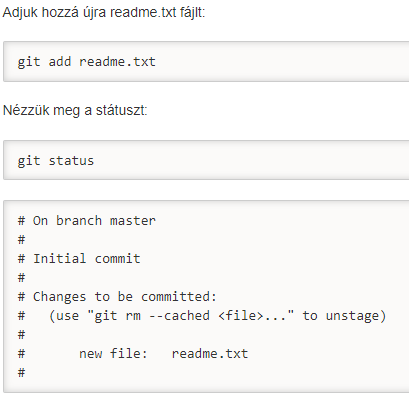 Adjuk hozzá újra readme.txt fájlt:
git add readme.txt
Nézzük meg a státuszt:
git status
# On branch master
#
# Initial commit
#
# Changes to be committed:
#   (use "git rm --cached <file>..." to unstage)
#
#       new file:   readme.txt
#